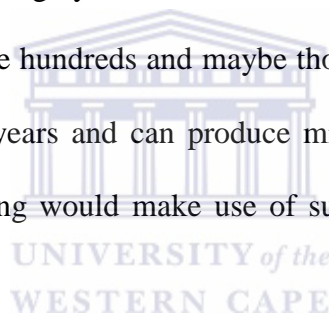 e hundreds and maybe tho
years and can produce m
ng would make use of su
UNIVERSITY of the
WESTERN CAPE